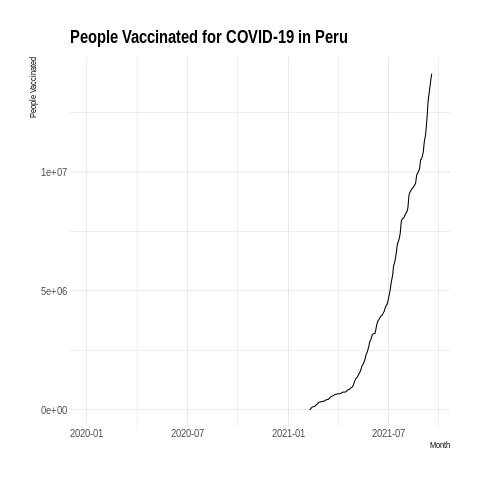 People Vaccinated for COVID-19 in Peru
People Vaccinated
1e+07
5e+06
0e+00
2020-01 2020-07 2021-01 2021-07
Month